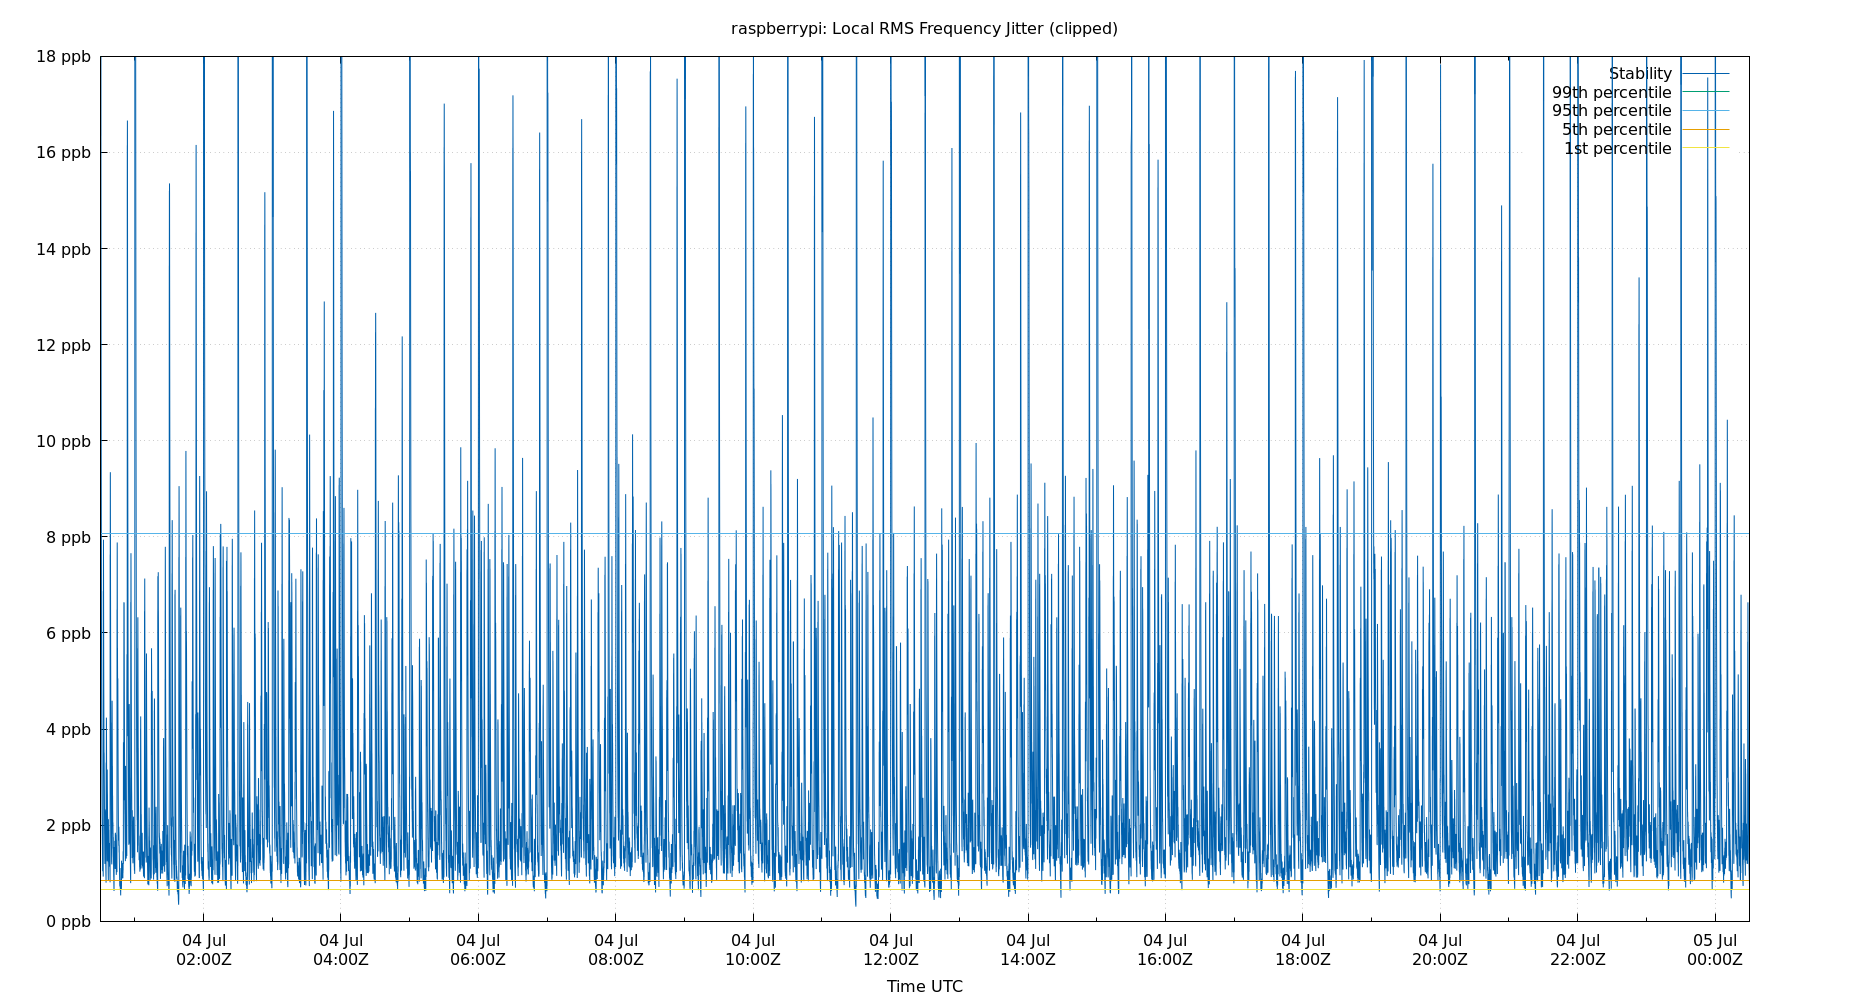 raspberrypi: Local RMS Frequency Jitter (clipped)
18 ppb
16 ppb
14 ppb
12 ppb
10 ppb
8 ppb
6 ppb
4 ppb
2 ppb
0 ppb
Stability
99th percentile
95th percentile
5th percentile
1st percentile
04 Jul 04 Jul 04 Jul 04 Jul 04 Jul 04 Jul 04 Jul 04 Jul 04 Jul 04 Jul 04 Jul 05 Jul
02:00Z 04:00Z 06:00Z 08:00Z 10:00Z 12:00Z 14:00Z 16:00Z 18:00Z 20:00Z 22:00Z 00:00Z
Time UTC